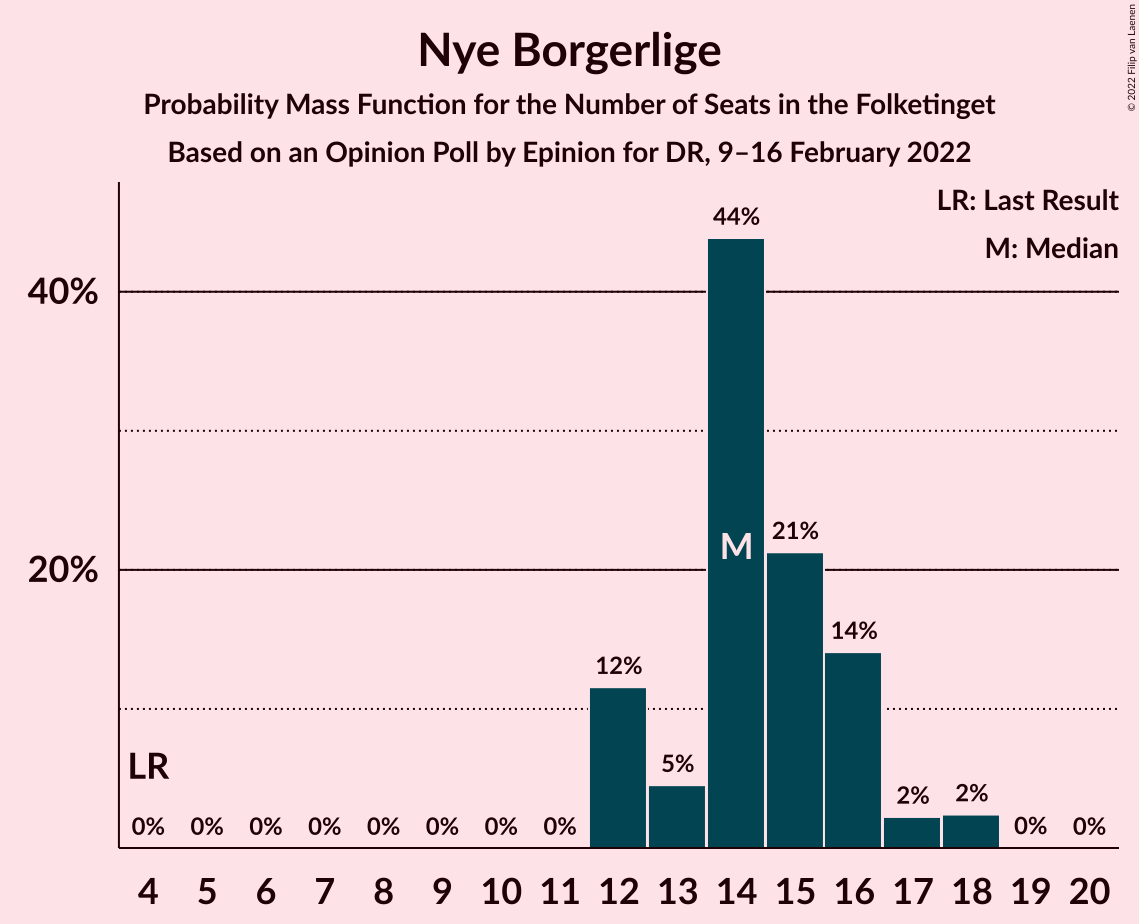 Nye Borgerlige
Probability Mass Function for the Number of Seats in the Folketinget
Based on an Opinion Poll by Epinion for DR, 9–16 February 2022
© 2022 Filip van Laenen
LR: Last Result
M: Median
44%
40%
M
21%
20%
14%
12%
LR
5%
2%
2%
0% 0% 0% 0% 0% 0% 0% 0% 0% 0%
4 5 6 7 8 9 10 11 12 13 14 15 16 17 18 19 20